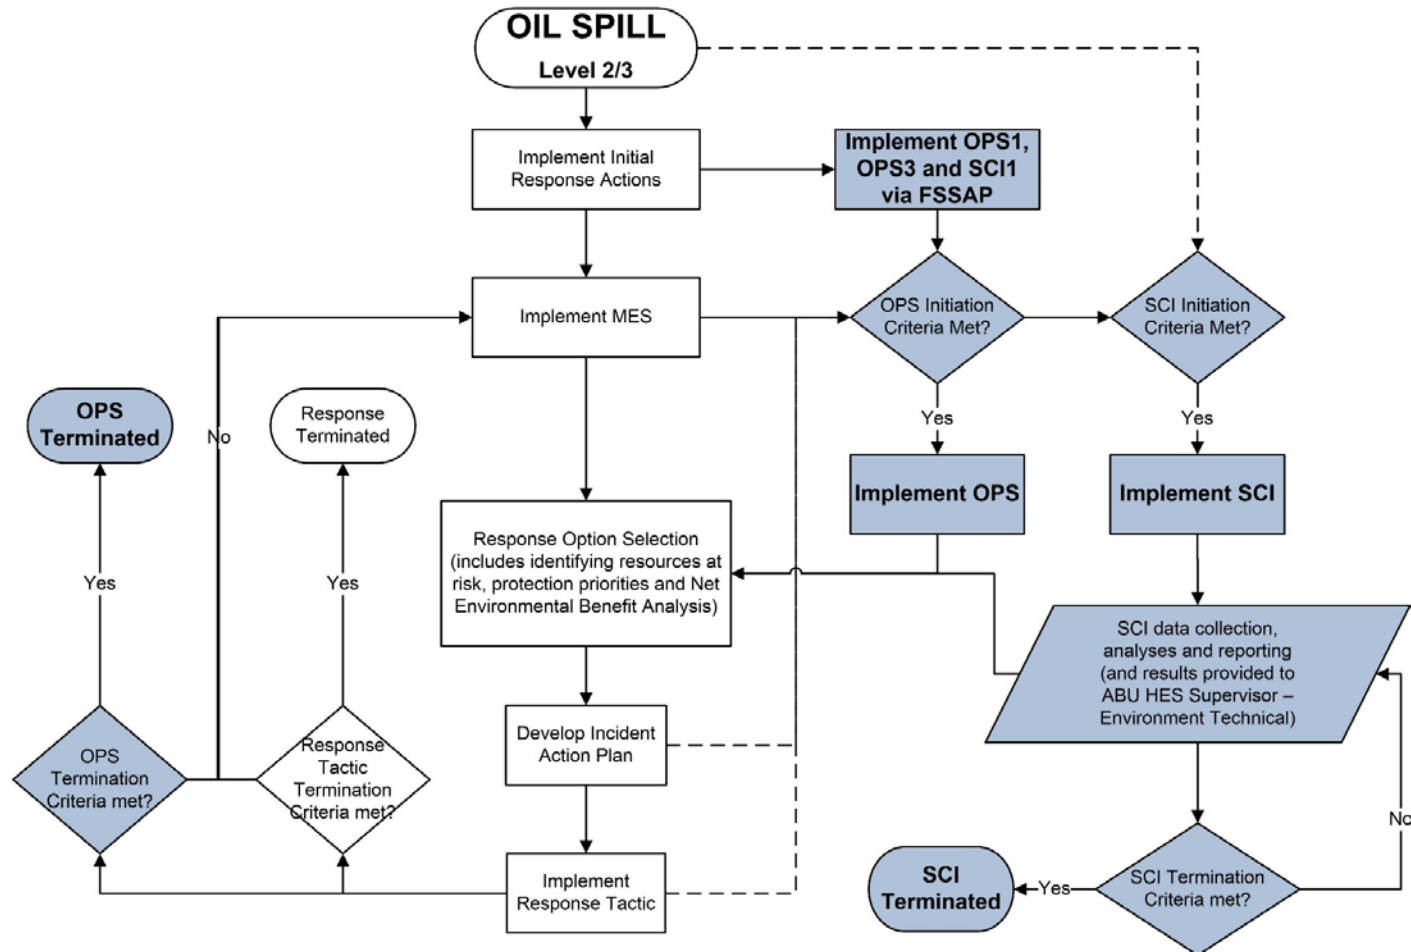 OIL SPILL
Level 2/3
Implement Initial
Response Actions
Implement OPS1,
OPS3 and SCI1
via FSSAP
Implement MES
OPS Initiation
Criteria Met?
SCI Initiation
Criteria Met?
OPS
Terminated
No
Response
Terminated
Yes
Yes
Implement OPS
Implement SCI
Response Option Selection
(includes identifying resources at
risk, protection priorities and Net
Environmental Benefit Analysis)
Yes
Yes
SCI data collection,
analyses and reporting
(and results provided to
ABU HES Supervisor –
Environment Technical)
OPS
Termination
Criteria met?
Response
Tactic
Termination
Criteria met?
Develop Incident
Action Plan
No
Implement
Response Tactic
SCI
Terminated
Yes
SCI Termination
Criteria met?